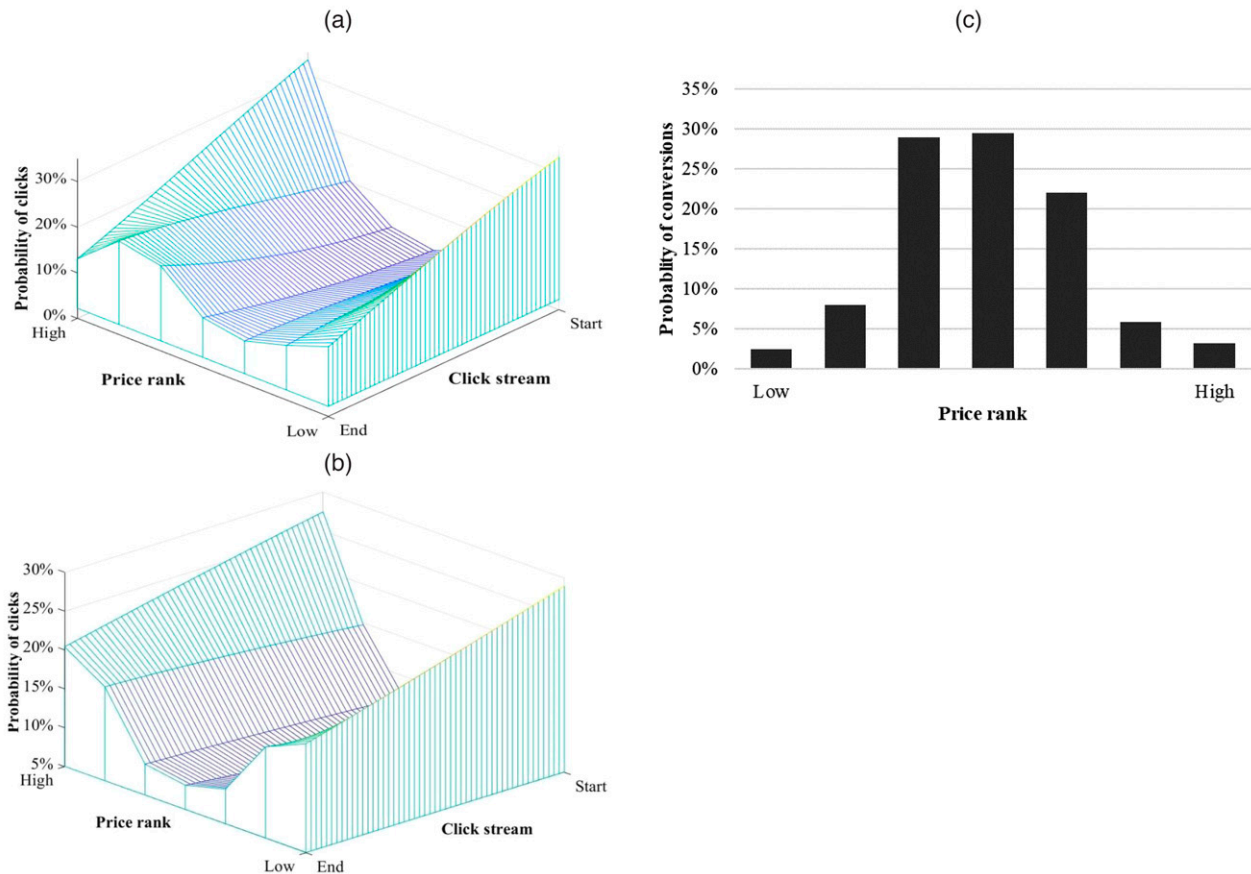 (a)
Probability of clicks
30%
20%
10%
0%
High
Price rank
Low
End
Click stream
Start
(b)
Probability of clicks
30%
25%
20%
15%
10%
5%
High
Price rank
Low
End
Click stream
Start
(c)
Probablity of conversions
35%
30%
25%
20%
15%
10%
5%
0%
Low
High
Price rank